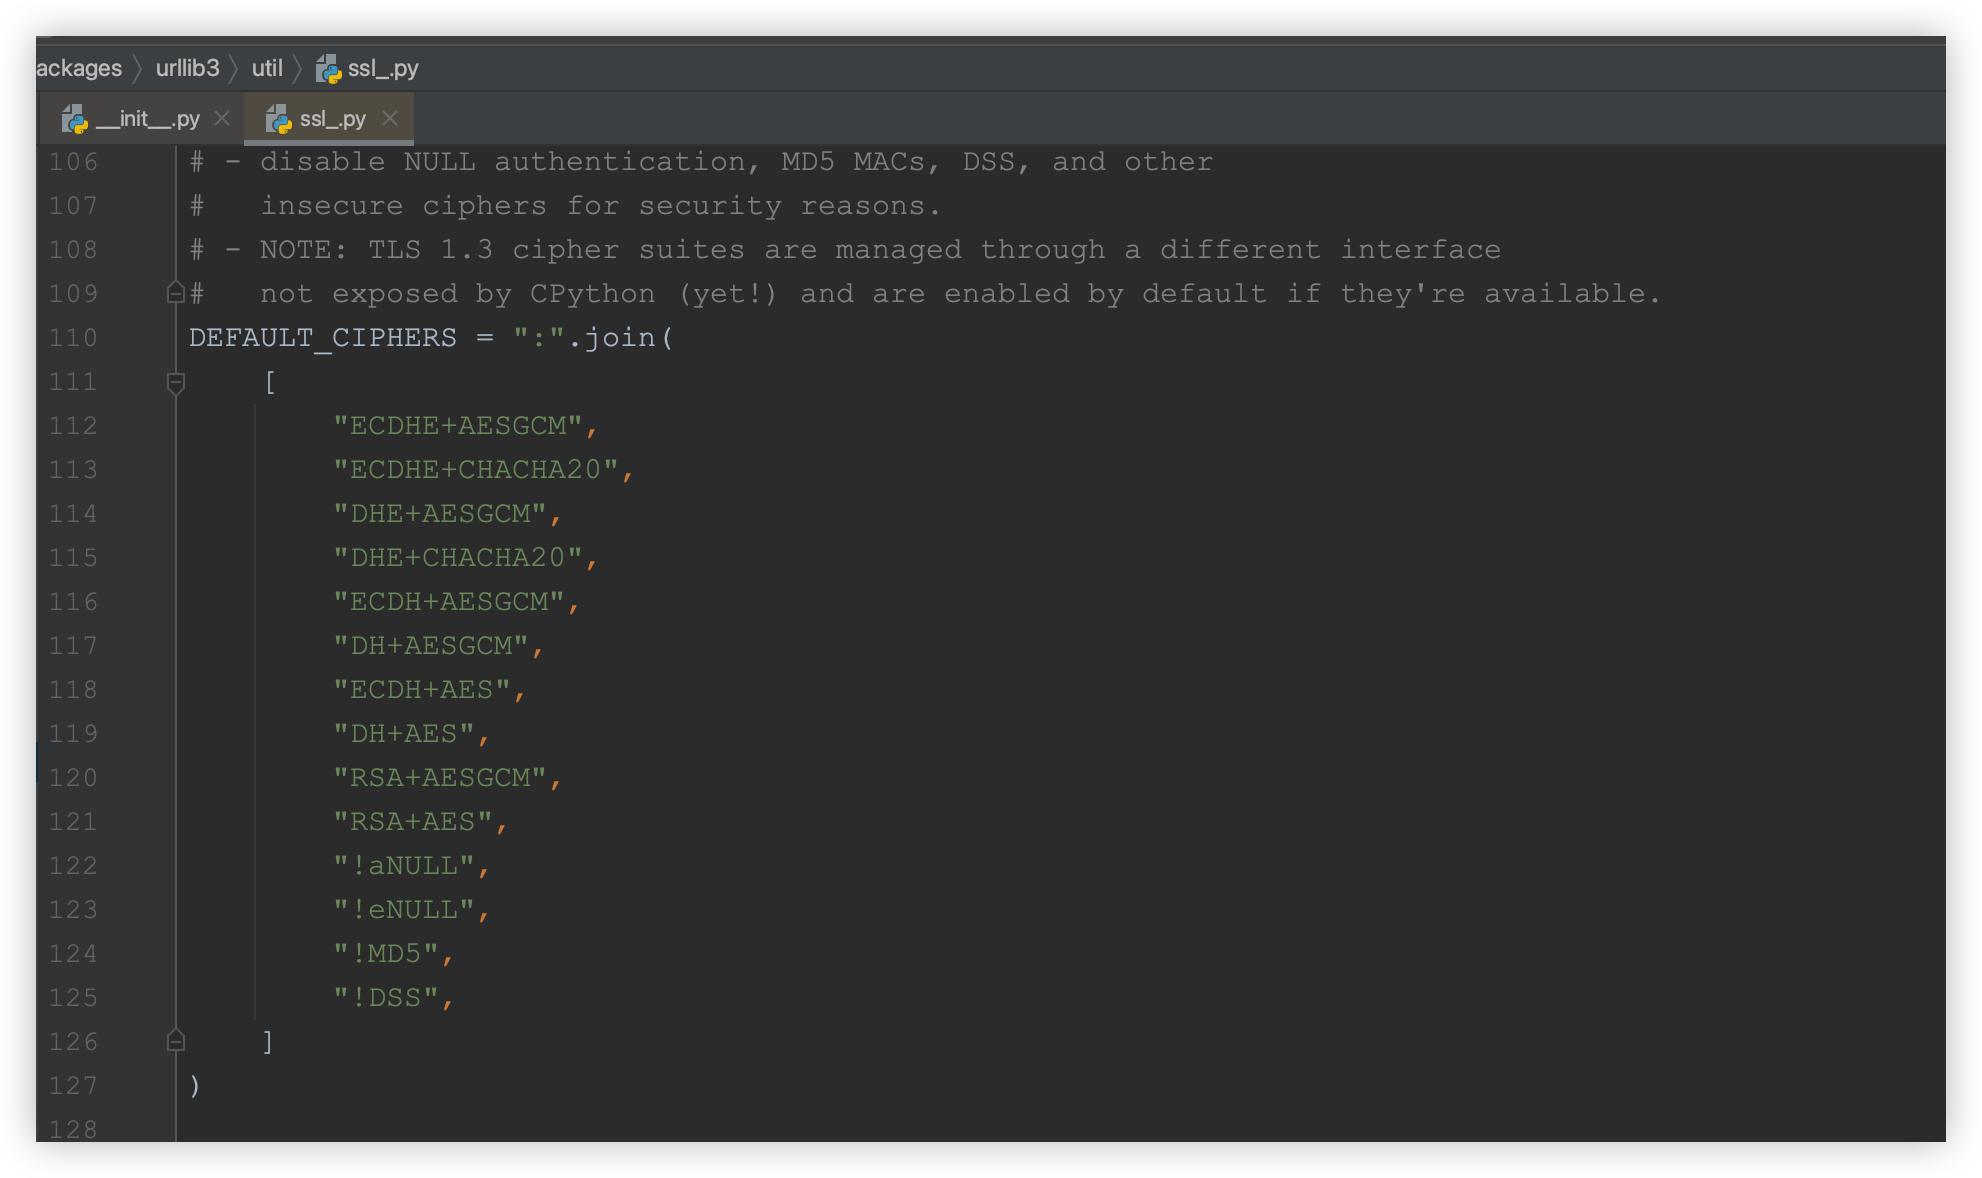 ackages urllib3 util ssl_.py
__init__.py ssl_.py
106 # - disable NULL authentication, MD5 MACs, DSS, and other
107 #   insecure ciphers for security reasons.
108 # - NOTE: TLS 1.3 cipher suites are managed through a different interface
109 #   not exposed by CPython (yet!) and are enabled by default if they're available.
110 DEFAULT_CIPHERS = ":".join(
111     [
112         "ECDHE+AESGCM",
113         "ECDHE+CHACHA20",
114         "DHE+AESGCM",
115         "DHE+CHACHA20",
116         "ECDH+AESGCM",
117         "DH+AESGCM",
118         "ECDH+AES",
119         "DH+AES",
120         "RSA+AESGCM",
121         "RSA+AES",
122         "!aNULL",
123         "!eNULL",
124         "!MD5",
125         "!DSS",
126     ]
127 )
128